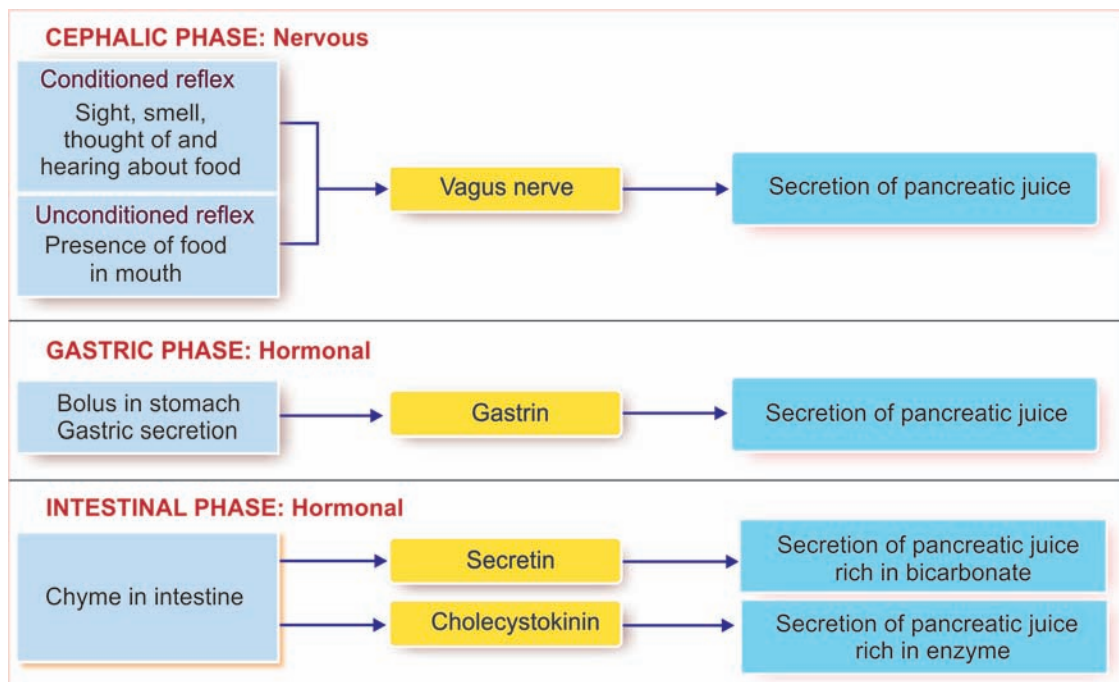 CEPHALIC PHASE: Nervous
Conditioned reflex
Sight, smell,
thought of and
hearing about food
Unconditioned reflex
Presence of food
in mouth
Vagus nerve
Secretion of pancreatic juice
GASTRIC PHASE: Hormonal
Bolus in stomach
Gastric secretion
Gastrin
Secretion of pancreatic juice
INTESTINAL PHASE: Hormonal
Chyme in intestine
Secretin
Secretion of pancreatic juice
rich in bicarbonate
Cholecystokinin
Secretion of pancreatic juice
rich in enzyme